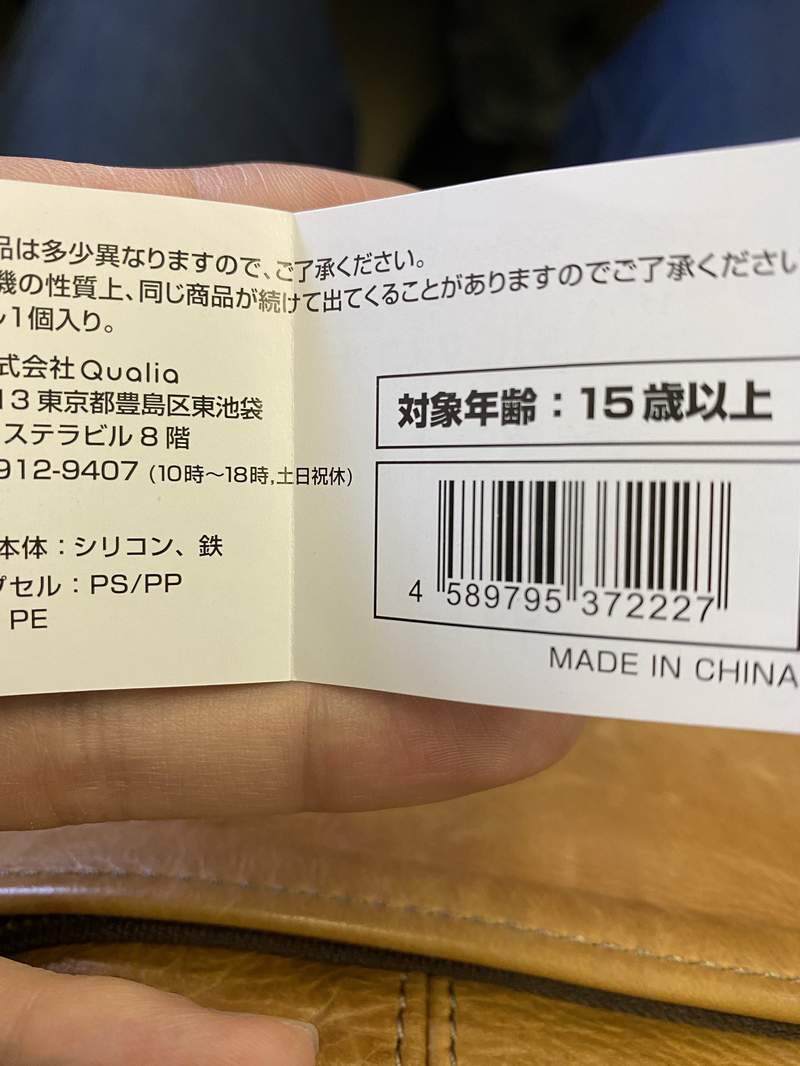 品は多少異なりますので、ご了承ください。
機の性質上、同じ商品が続けて出てくることがありますのでご了承ください
ル1個入り。
式会社Qualia
13 東京都豊島区東池袋
ステラビル8階
912-9407 (10時〜18時,土日祝休)
本体：シリコン、鉄
プセル：PS/PP
PE
対象年齢：15歳以上
4 589795 372227
MADE IN CHINA